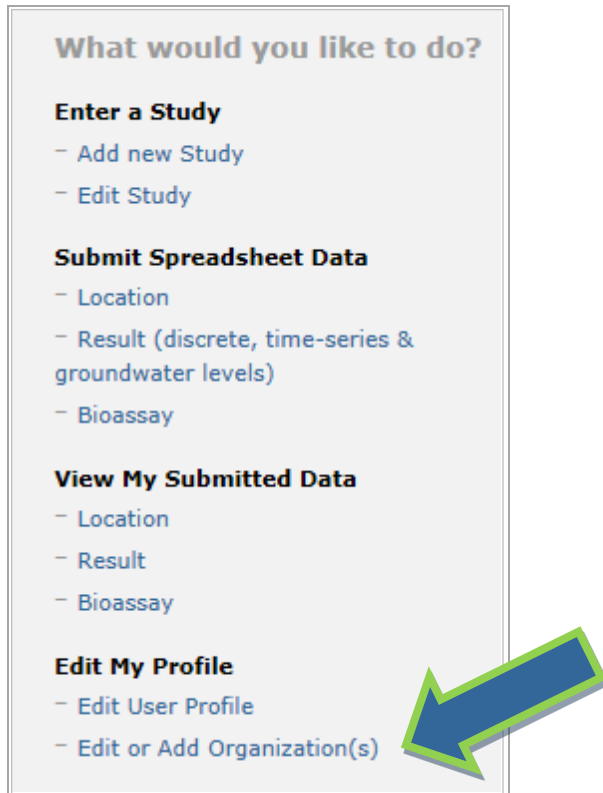 What would you like to do?
Enter a Study
- Add new Study
- Edit Study
Submit Spreadsheet Data
- Location
- Result (discrete, time-series &
groundwater levels)
- Bioassay
View My Submitted Data
- Location
- Result
- Bioassay
Edit My Profile
- Edit User Profile
- Edit or Add Organization(s)